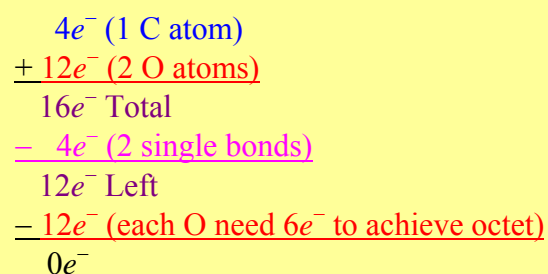 4e⁻ (1 C atom)
+ 12e⁻ (2 O atoms)
16e⁻ Total
– 4e⁻ (2 single bonds)
12e⁻ Left
– 12e⁻ (each O need 6e⁻ to achieve octet)
0e⁻